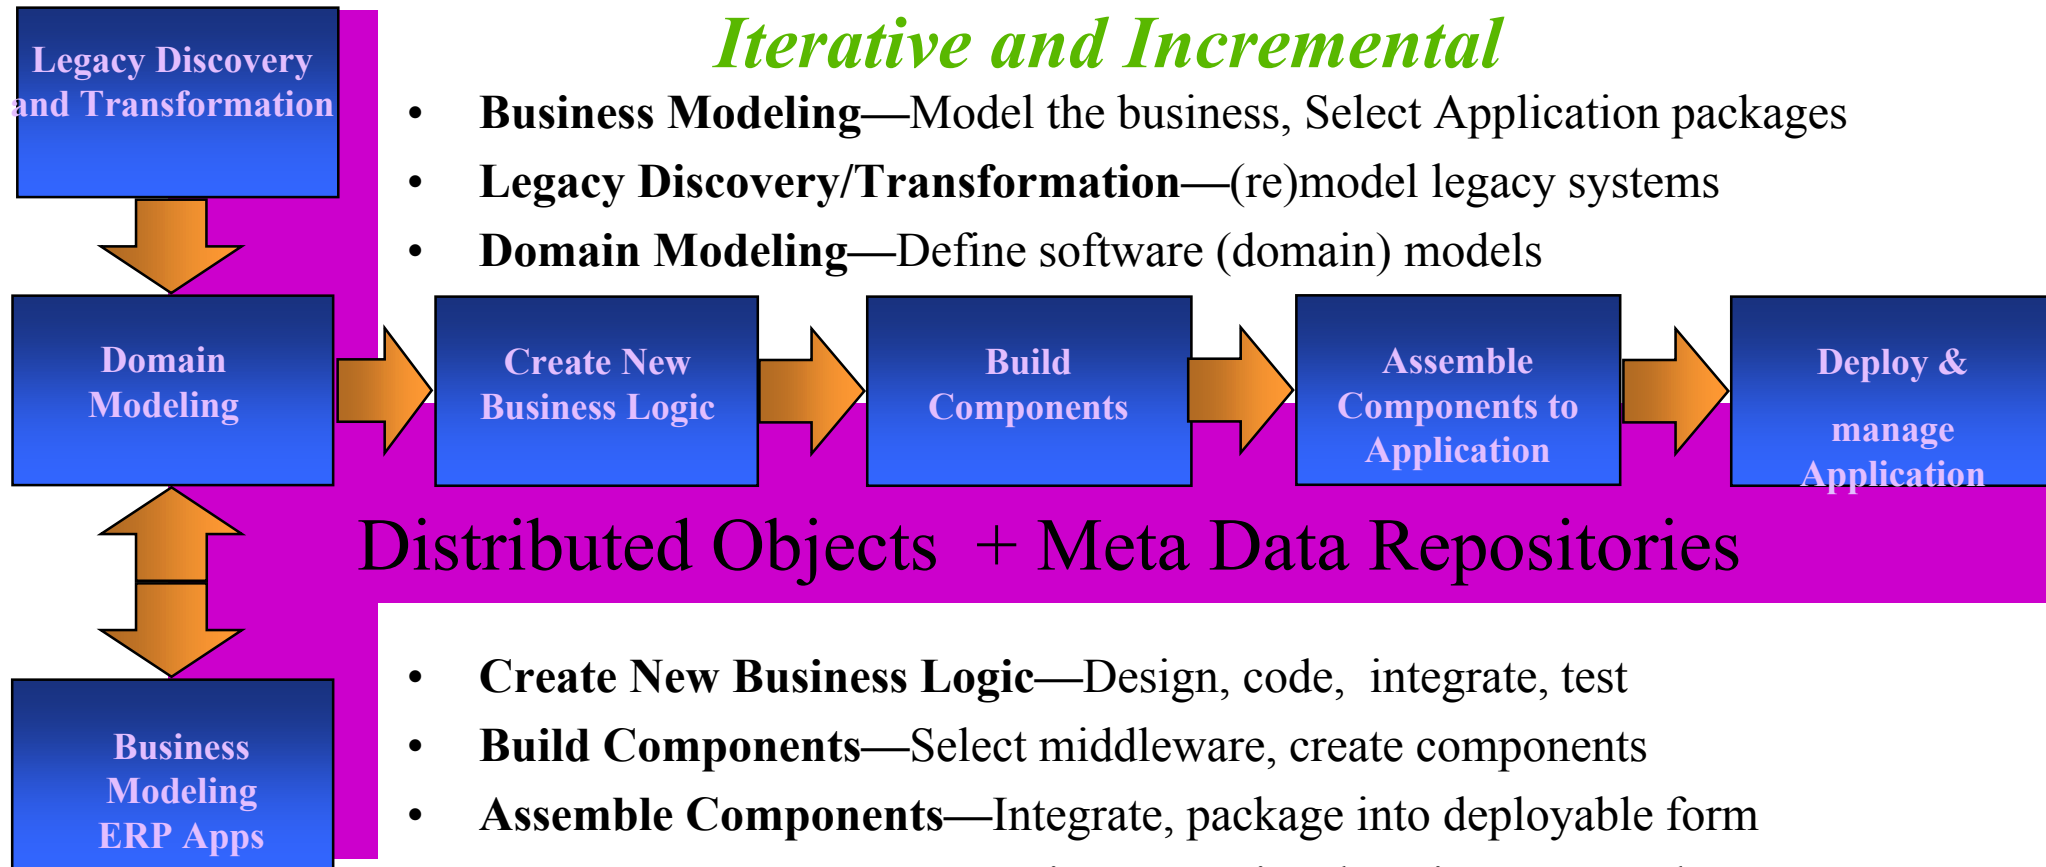 Iterative and Incremental
Legacy Discovery
and Transformation
• Business Modeling—Model the business, Select Application packages
• Legacy Discovery/Transformation—(re)model legacy systems
• Domain Modeling—Define software (domain) models
Domain
Modeling
Create New
Business Logic
Build
Components
Assemble
Components to
Application
Deploy &
manage
Application
Distributed Objects + Meta Data Repositories
Business
Modeling
ERP Apps
• Create New Business Logic—Design, code, integrate, test
• Build Components—Select middleware, create components
• Assemble Components—Integrate, package into deployable form